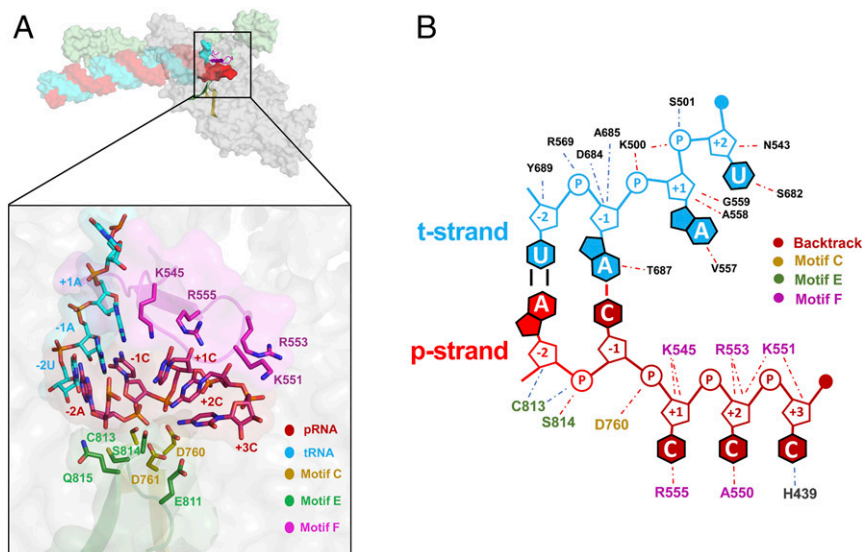 A
K545
+1A
R555
-1A
R553
-1C
+1C
-2U
K551
+2C
-2A
+3C
C813
S814
D760
Q815
D761
E811
pRNA
tRNA
Motif C
Motif E
Motif F
B
S501
A685
R569
D684
K500
P
+2
N543
Y689
P
P
+1
U
S682
G559
A558
-2
-1
t-strand
U
A
A
V557
T687
Backtrack
Motif C
Motif E
Motif F
A
C
p-strand
-2
-1
K545
R553
K551
P
P
P
P
C813
S814
D760
+1
+2
+3
C
C
C
R555
A550
H439